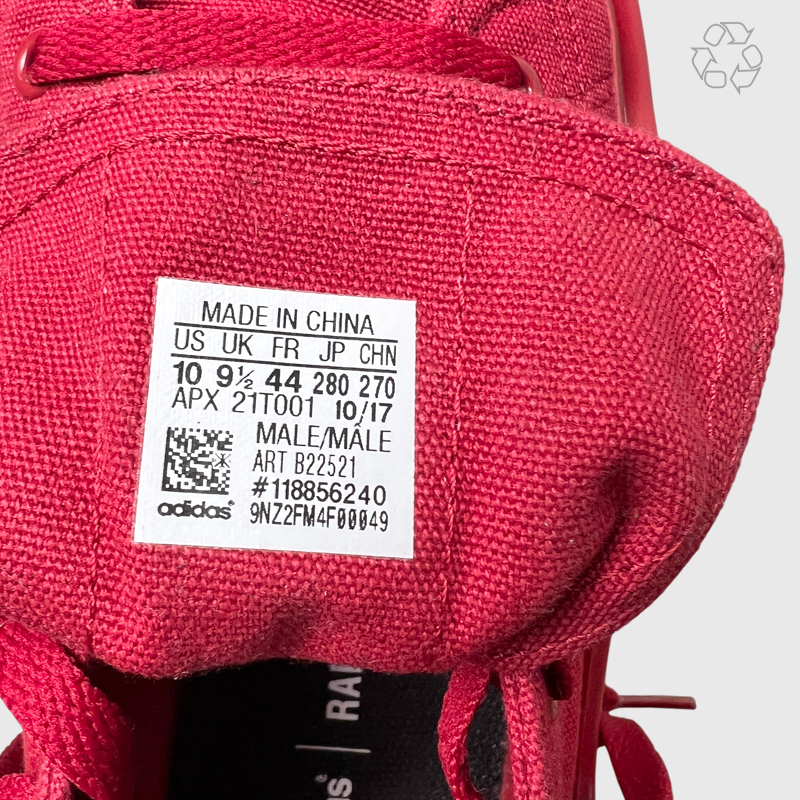 MADE IN CHINA
US UK FR JP CHN
10 9½ 44 280 270
APX 21T001 10/17
MALE/MÂLE
ART B22521
#118856240
adidas® 9NZ2FM4F00049